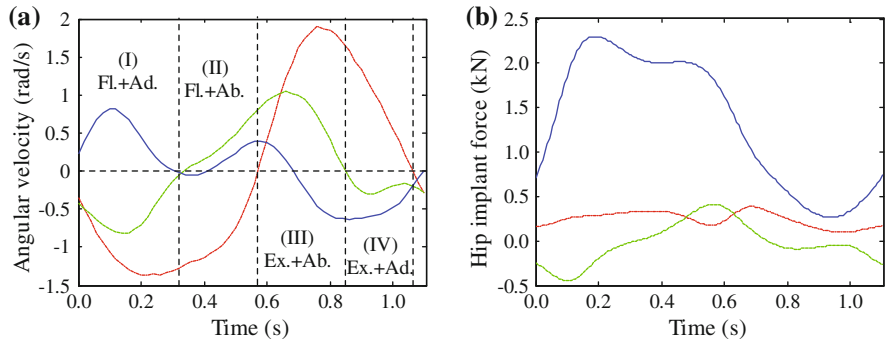 (a)
Angular velocity (rad/s)
2
1.5
1
0.5
0
-0.5
-1
-1.5
(I)
Fl.+Ad.
(II)
Fl.+Ab.
(III)
Ex.+Ab.
(IV)
Ex.+Ad.
0.0 0.2 0.4 0.6 0.8 1.0
Time (s)
(b)
Hip implant force (kN)
2.5
2.0
1.5
1.0
0.5
0.0
-0.5
0.0 0.2 0.4 0.6 0.8 1.0
Time (s)